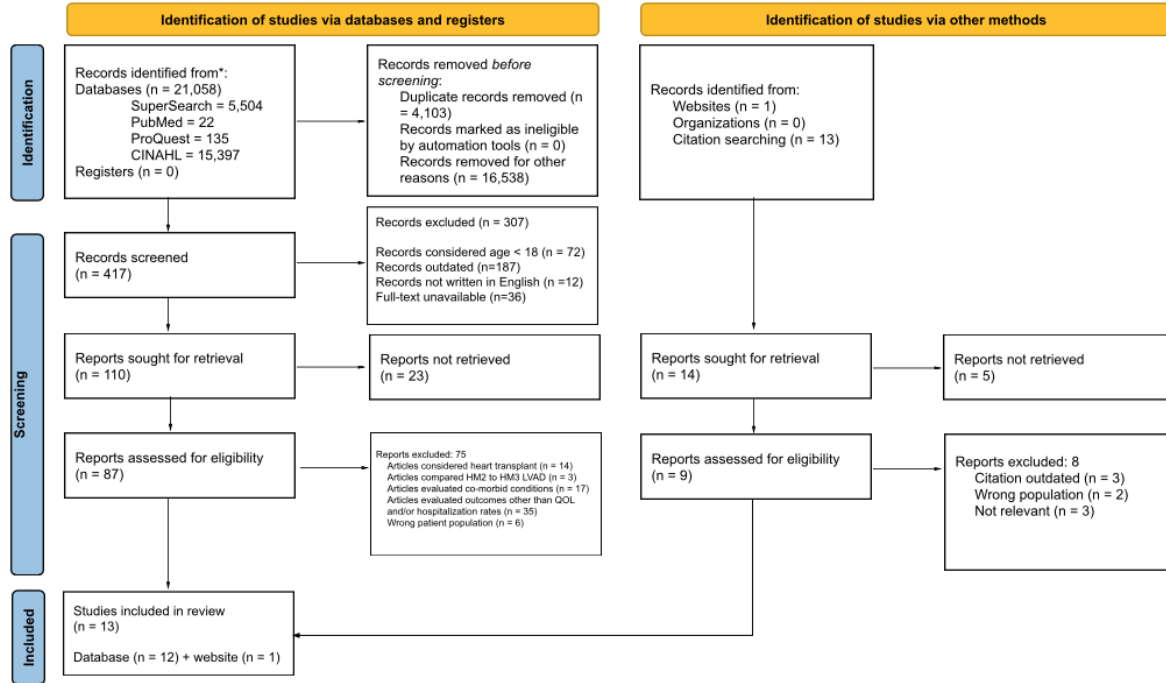 Identification of studies via databases and registers
Identification of studies via other methods
Identification
Records identified from*:
Databases (n = 21,058)
SuperSearch = 5,504
PubMed = 22
ProQuest = 135
CINAHL = 15,397
Registers (n = 0)
Records removed before
screening:
Duplicate records removed (n
= 4,103)
Records marked as ineligible
by automation tools (n = 0)
Records removed for other
reasons (n = 16,538)
Records identified from:
Websites (n = 1)
Organizations (n = 0)
Citation searching (n = 13)
Screening
Records screened
(n = 417)
Records excluded (n = 307)
Records considered age < 18 (n = 72)
Records outdated (n=187)
Records not written in English (n =12)
Full-text unavailable (n=36)
Reports sought for retrieval
(n = 110)
Reports not retrieved
(n = 23)
Reports sought for retrieval
(n = 14)
Reports not retrieved
(n = 5)
Reports assessed for eligibility
(n = 87)
Reports excluded: 75
Articles considered heart transplant (n = 14)
Articles compared HM2 to HM3 LVAD (n = 3)
Articles evaluated co-morbid conditions (n = 17)
Articles evaluated outcomes other than QOL
and/or hospitalization rates (n = 35)
Wrong patient population (n = 6)
Reports assessed for eligibility
(n = 9)
Reports excluded: 8
Citation outdated (n = 3)
Wrong population (n = 2)
Not relevant (n = 3)
Included
Studies included in review
(n = 13)
Database (n = 12) + website (n = 1)